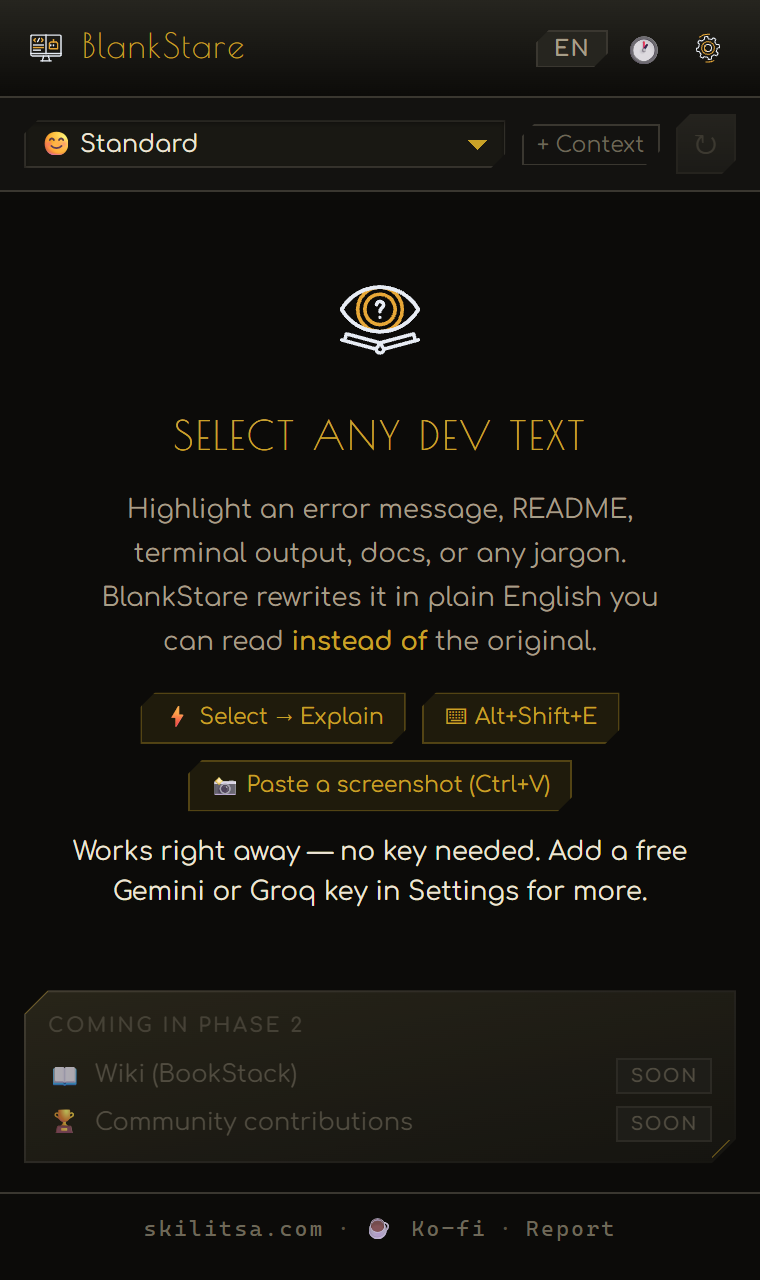 BlankStare
EN
😊 Standard
+ Context
↻
?
SELECT ANY DEV TEXT
Highlight an error message, README,
terminal output, docs, or any jargon.
BlankStare rewrites it in plain English you
can read instead of the original.
⚡ Select → Explain
⌨ Alt+Shift+E
📸 Paste a screenshot (Ctrl+V)
Works right away — no key needed. Add a free
Gemini or Groq key in Settings for more.
COMING IN PHASE 2
📖 Wiki (BookStack)
SOON
🏆 Community contributions
SOON
skilitsa.com · ☕ Ko-fi · Report